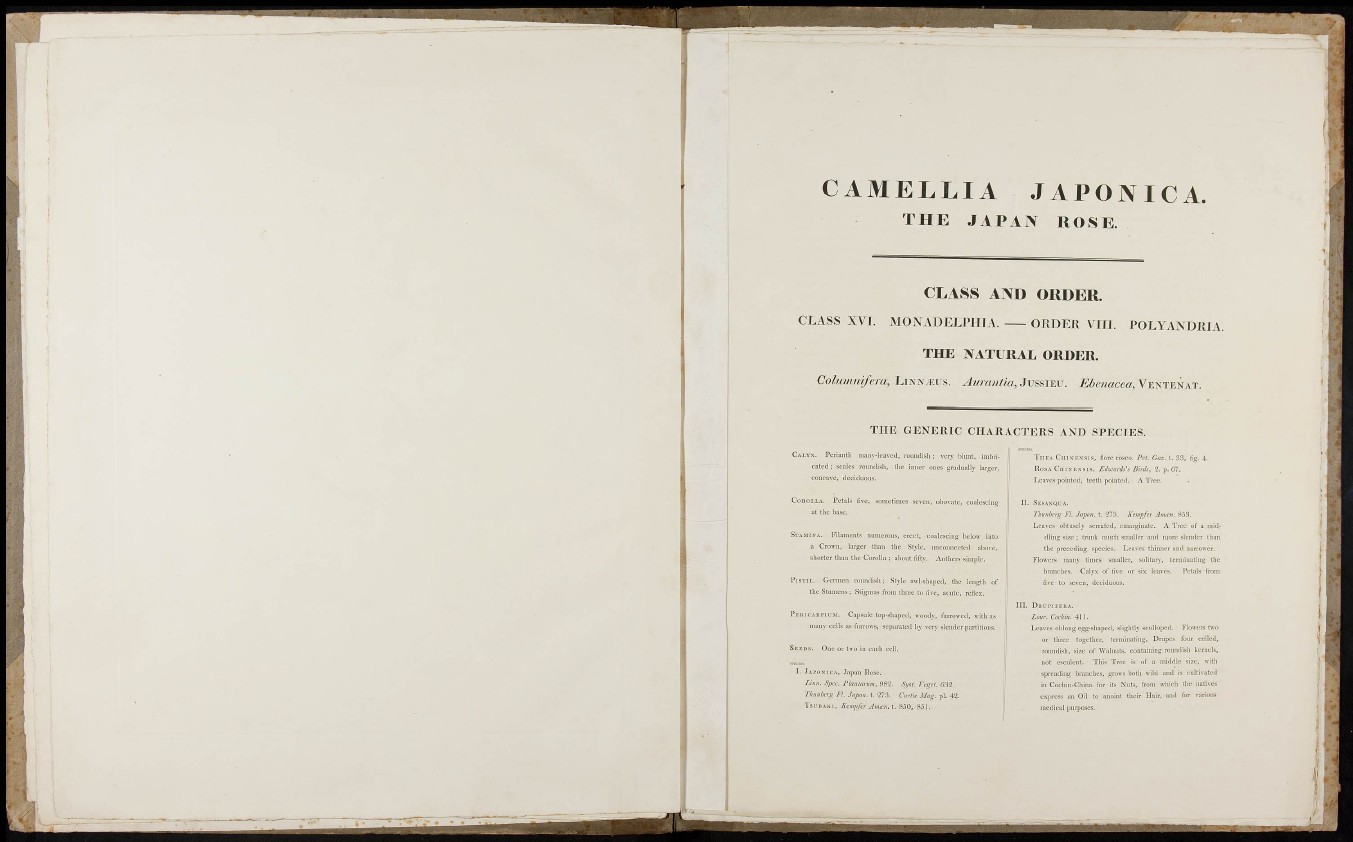 CAMELLIA JAPONICA.
THE JAPAN ROSE.
CLASS AND ORDER.
CLASS XVI. MONADELPHIA. — ORDER VIII. POLYANDRIA.
THE NATURAL ORDER.
Columnifera, LINNÆUS. Aurantia, JUSSIEU. Ebenacea, VENTENAT.
THE GENERIC CHARACTERS AND SPECIES.
CALYX. Perianth many-leaved, roundish; very blunt, imbri-
cated; scales roundish, the inner ones gradually larger,
concave, deciduous.
COROLLA. Petals five, sometimes seven, obovate, coalescing
at the base.
STAMINA. Filaments numerous, erect, coalescing below into
a Crown, larger than the Style, unconnected above,
shorter than the Corolla; about fifty. Anthers simple.
PISTIL. Germen roundish; Style awl-shaped, the length of
the Stamens; Stigmas from three to five, acute, reflex.
PERICARPIUM. Capsule top-shaped, woody, furrowed, with as
many cells as furrows, separated by very slender partitions.
SEEDS. One or two in each cell.
SPECIES.
I. JAPONICA, Japan Rose.
Linn. Spec. Plantarum, 982. Syst. Veget. 632.
Thunberg Fl. Japon. t. 273. Curtis Mag. pl. 42.
TSUBAKI, Kempfer Amæn. t. 850, 851.
SPECIES.
THEA CHINENSIS, flore roseo. Pet. Gaz. t. 33, fig. 4.
ROSA CHINENSIS. Edwards's Birds, 2. p. 67.
Leaves pointed, teeth pointed. A Tree.
II. SESANQUA.
Thunberg Fl. Japon. t. 273. Kempfer Amæn. 853.
Leaves obtusely serrated, emarginate. A Tree of a mid-
dling size; trunk much smaller and more slender than
the preceding species. Leaves thinner and narrower.
Flowers many times smaller, solitary, terminating the
branches. Calyx of five or six leaves. Petals from
five to seven, deciduous.
III. DRUPIFERA.
Lour. Cochin. 411.
Leaves oblong egg-shaped, slightly scolloped. Flowers two
or three together, terminating. Drupes four celled,
roundish, size of Walnuts, containing roundish kernels,
not esculent. This Tree is of a middle size, with
spreading branches, grows both wild and is cultivated
in Cochin-China for its Nuts, from which the natives
express an Oil to anoint their Hair, and for various
medical purposes.